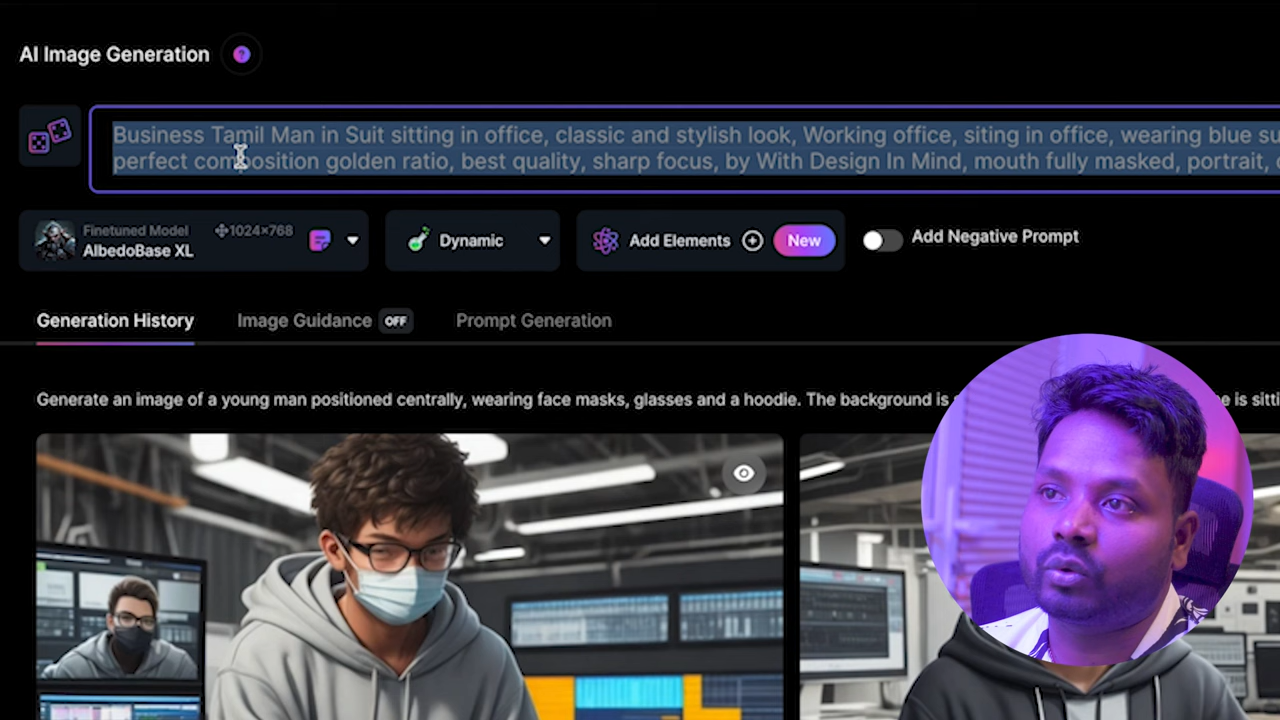 AI Image Generation
?
Business Tamil Man in Suit sitting in office, classic and stylish look, Working office, siting in office, wearing blue su
perfect composition golden ratio, best quality, sharp focus, by With Design In Mind, mouth fully masked, portrait,
Finetuned Model
1024×768
AlbedoBase XL
Dynamic
Add Elements
New
Add Negative Prompt
Generation History
Image Guidance OFF
Prompt Generation
Generate an image of a young man positioned centrally, wearing face masks, glasses and a hoodie. The background is is sitti